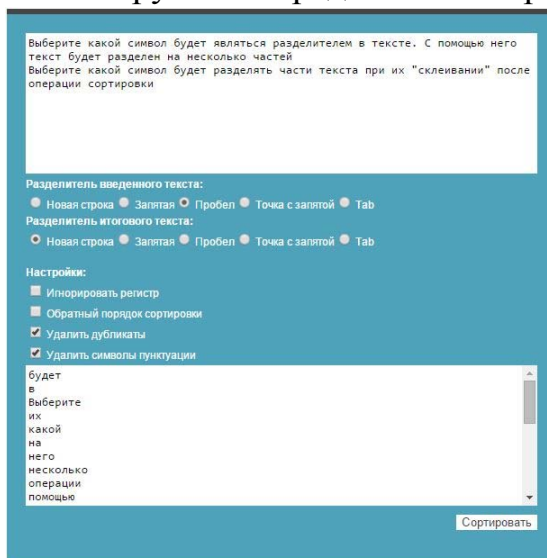 Выберите какой символ будет являться разделителем в тексте. С помощью него
текст будет разделен на несколько частей
Выберите какой символ будет разделять части текста при их "склеивании" после
операции сортировки
Разделитель введенного текста:
Новая строка Запятая Пробел Точка с запятой Tab
Разделитель итогового текста:
Новая строка Запятая Пробел Точка с запятой Tab
Настройки:
Игнорировать регистр
Обратный порядок сортировки
Удалить дубликаты
Удалить символы пунктуации
будет
в
Выберите
их
какой
на
него
несколько
операции
помощью
Сортировать